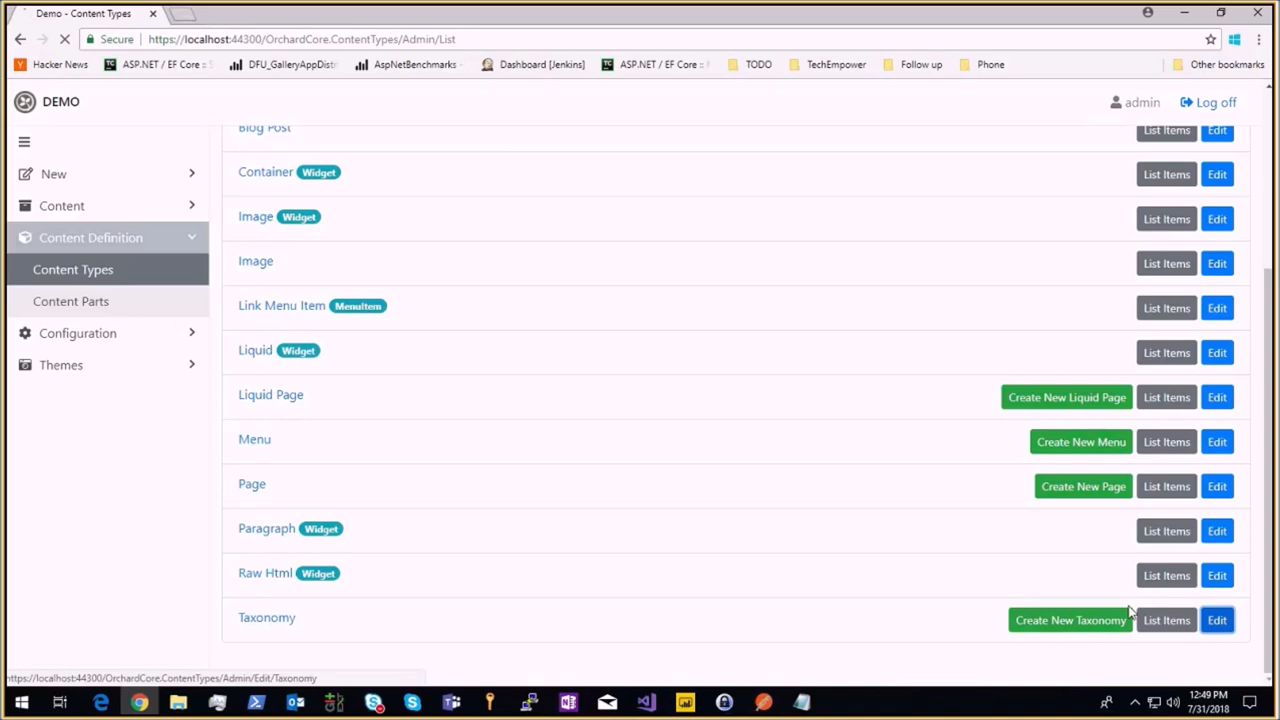 Demo - Content Types
Secure https://localhost:44300/OrchardCore.ContentTypes/Admin/List
Hacker News ASP.NET / EF Core :: S DFU_GalleryAppDist AspNetBenchmarks - Dashboard [Jenkins] ASP.NET / EF Core :: F TODO TechEmpower Follow up Phone Other bookmarks
DEMO admin Log off
Blog Post List Items Edit
New Container Widget List Items Edit
Content Image Widget List Items Edit
Content Definition
Content Types Image List Items Edit
Content Parts Link Menu Item MenuItem List Items Edit
Configuration
Themes Liquid Widget List Items Edit
Liquid Page Create New Liquid Page List Items Edit
Menu Create New Menu List Items Edit
Page Create New Page List Items Edit
Paragraph Widget List Items Edit
Raw Html Widget List Items Edit
Taxonomy Create New Taxonomy List Items Edit
https://localhost:44300/OrchardCore.ContentTypes/Admin/Edit/Taxonomy
12:49 PM
7/31/2018